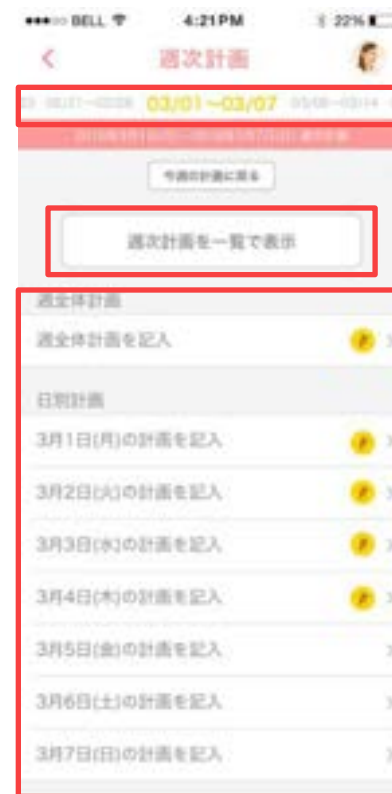 BELL 4:21PM 22%
週次計画
03/01～03/07
今週の計画に戻る
週次計画を一覧で表示
週全体計画
週全体計画を記入
日別計画
3月1日(月)の計画を記入
3月2日(火)の計画を記入
3月3日(水)の計画を記入
3月4日(木)の計画を記入
3月5日(金)の計画を記入
3月6日(土)の計画を記入
3月7日(日)の計画を記入